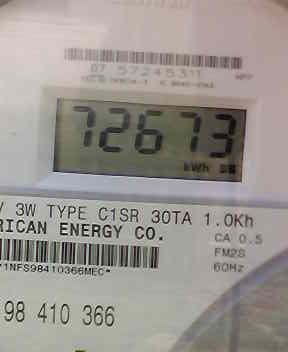 07 57245311
72673
kWh
V 3W TYPE C1SR 30TA 1.0Kh
RICAN ENERGY CO.
CA 0.5
FM2S
*1NFS98410366MEC*
60Hz
98 410 366